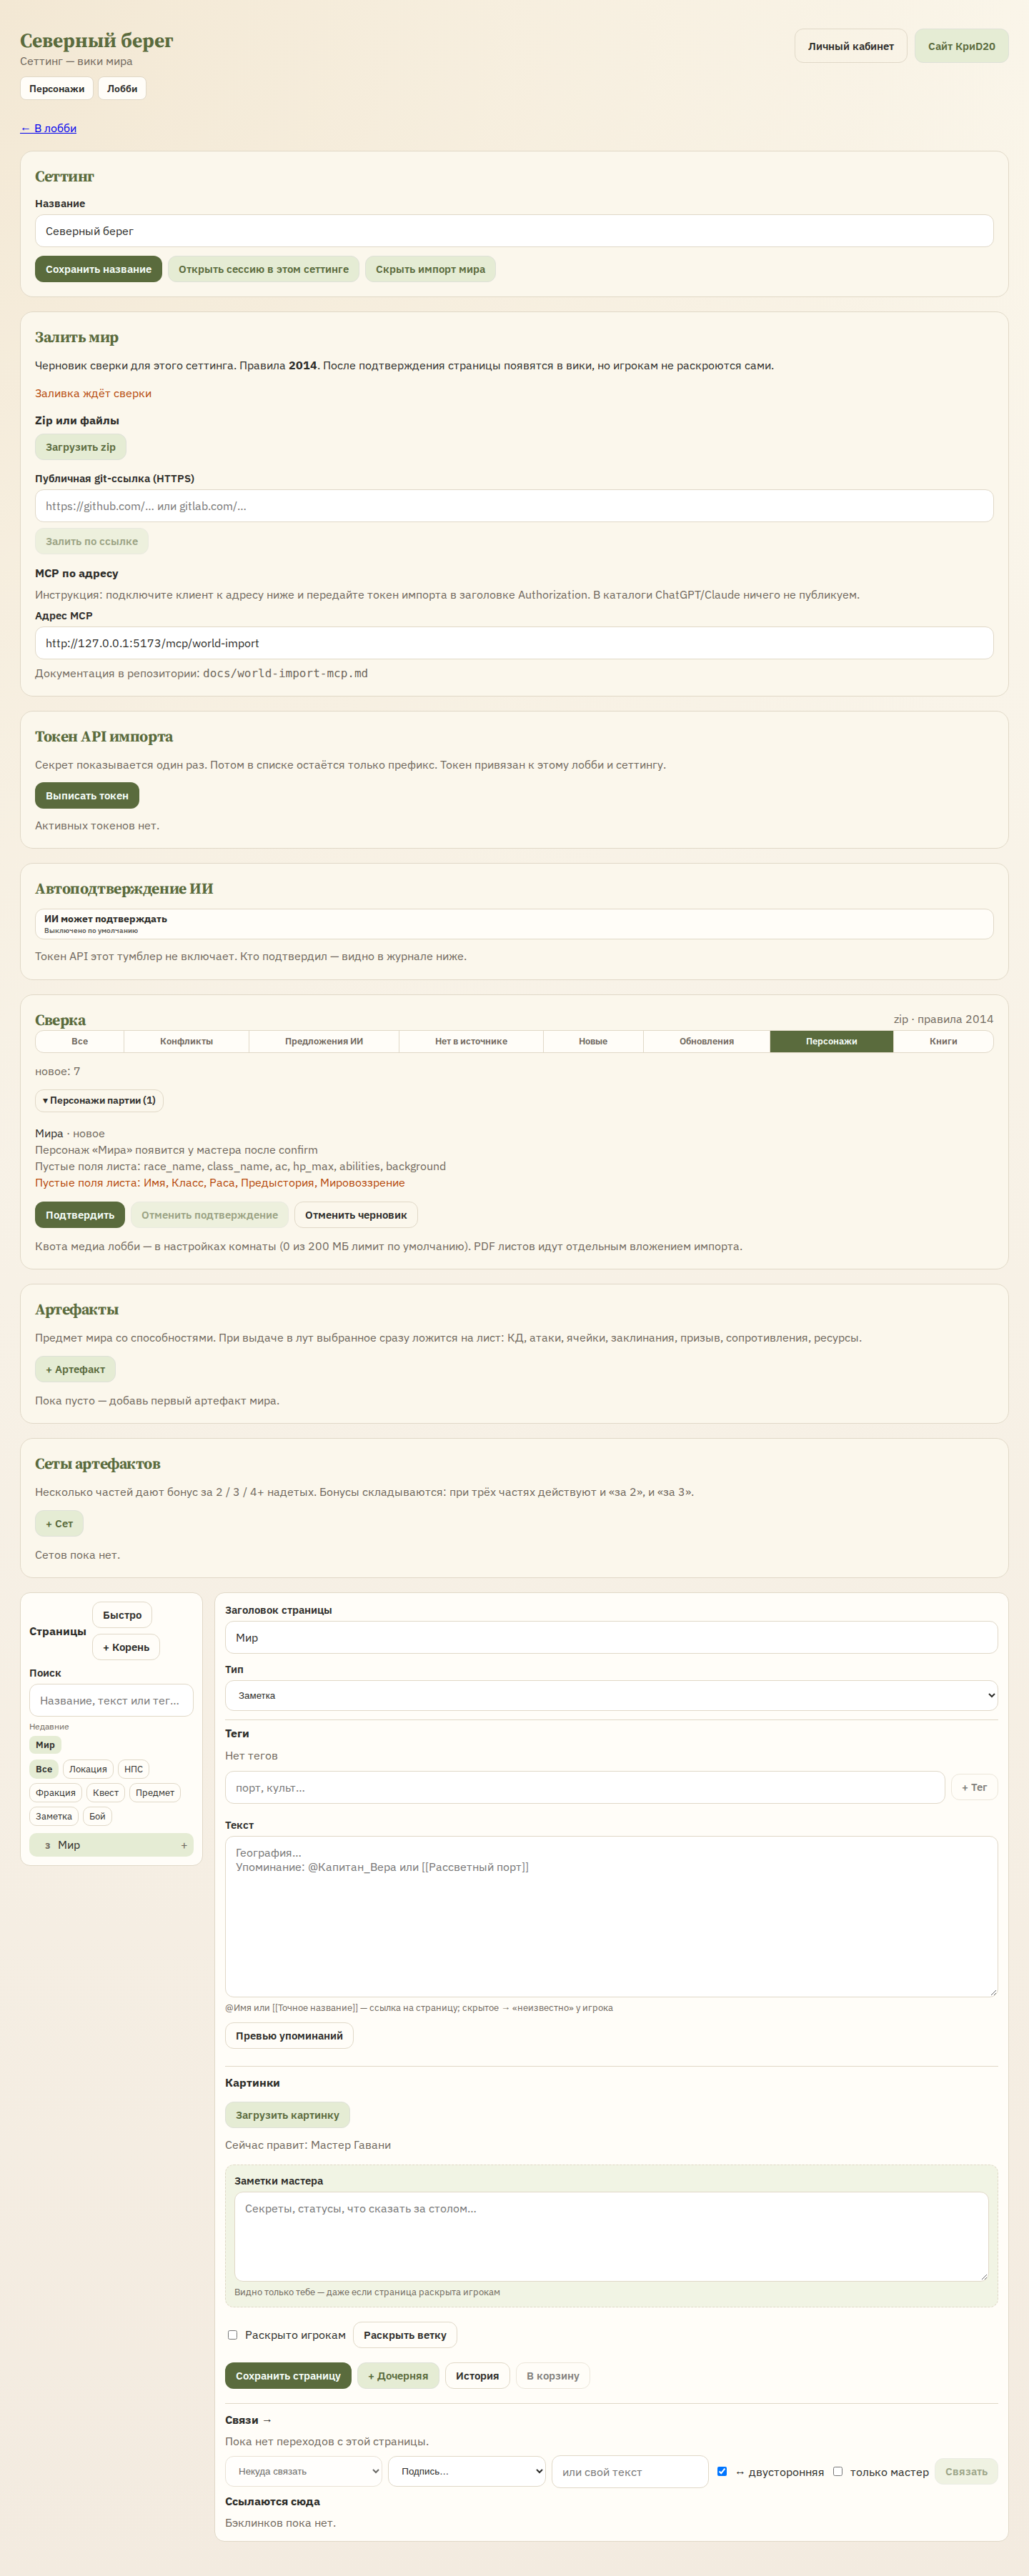 Северный берег
Сеттинг — вики мира
Персонажи Лобби
Личный кабинет Сайт КриD20
← В лобби
Сеттинг
Название
Северный берег
Сохранить название Открыть сессию в этом сеттинге Скрыть импорт мира
Залить мир
Черновик сверки для этого сеттинга. Правила 2014. После подтверждения страницы появятся в вики, но игрокам не раскроются сами.
Заливка ждёт сверки
Zip или файлы
Загрузить zip
Публичная git-ссылка (HTTPS)
https://github.com/... или gitlab.com/...
Залить по ссылке
MCP по адресу
Инструкция: подключите клиент к адресу ниже и передайте токен импорта в заголовке Authorization. В каталоги ChatGPT/Claude ничего не публикуем.
Адрес MCP
http://127.0.0.1:5173/mcp/world-import
Документация в репозитории: docs/world-import-mcp.md
Токен API импорта
Секрет показывается один раз. Потом в списке остаётся только префикс. Токен привязан к этому лобби и сеттингу.
Выписать токен
Активных токенов нет.
Автоподтверждение ИИ
ИИ может подтверждать
Выключено по умолчанию
Токен API этот тумблер не включает. Кто подтвердил — видно в журнале ниже.
Сверка zip · правила 2014
Все Конфликты Предложения ИИ Нет в источнике Новые Обновления Персонажи Книги
новое: 7
▾ Персонажи партии (1)
Мира · новое
Персонаж «Мира» появится у мастера после confirm
Пустые поля листа: race_name, class_name, ac, hp_max, abilities, background
Пустые поля листа: Имя, Класс, Раса, Предыстория, Мировоззрение
Подтвердить Отменить подтверждение Отменить черновик
Квота медиа лобби — в настройках комнаты (0 из 200 МБ лимит по умолчанию). PDF листов идут отдельным вложением импорта.
Артефакты
Предмет мира со способностями. При выдаче в лут выбранное сразу ложится на лист: КД, атаки, ячейки, заклинания, призыв, сопротивления, ресурсы.
+ Артефакт
Пока пусто — добавь первый артефакт мира.
Сеты артефактов
Несколько частей дают бонус за 2 / 3 / 4+ надетых. Бонусы складываются: при трёх частях действуют и «за 2», и «за 3».
+ Сет
Сетов пока нет.
Страницы Быстро
+ Корень
Поиск
Название, текст или тег...
Недавние
Мир
Все Локация НПС
Фракция Квест Предмет
Заметка Бой
З Мир +
Заголовок страницы
Мир
Тип
Заметка
Теги
Нет тегов
порт, культ... + Тег
Текст
География...
Упоминание: @Капитан_Вера или [[Рассветный порт]]
@Имя или [[Точное название]] — ссылка на страницу; скрытое → «неизвестно» у игрока
Превью упоминаний
Картинки
Загрузить картинку
Сейчас правит: Мастер Гавани
Заметки мастера
Секреты, статусы, что сказать за столом...
Видно только тебе — даже если страница раскрыта игрокам
Раскрыто игрокам Раскрыть ветку
Сохранить страницу + Дочерняя История В корзину
Связи →
Пока нет переходов с этой страницы.
Некуда связать Подпись... или свой текст ↔ двусторонняя только мастер Связать
Ссылаются сюда
Бэклинков пока нет.